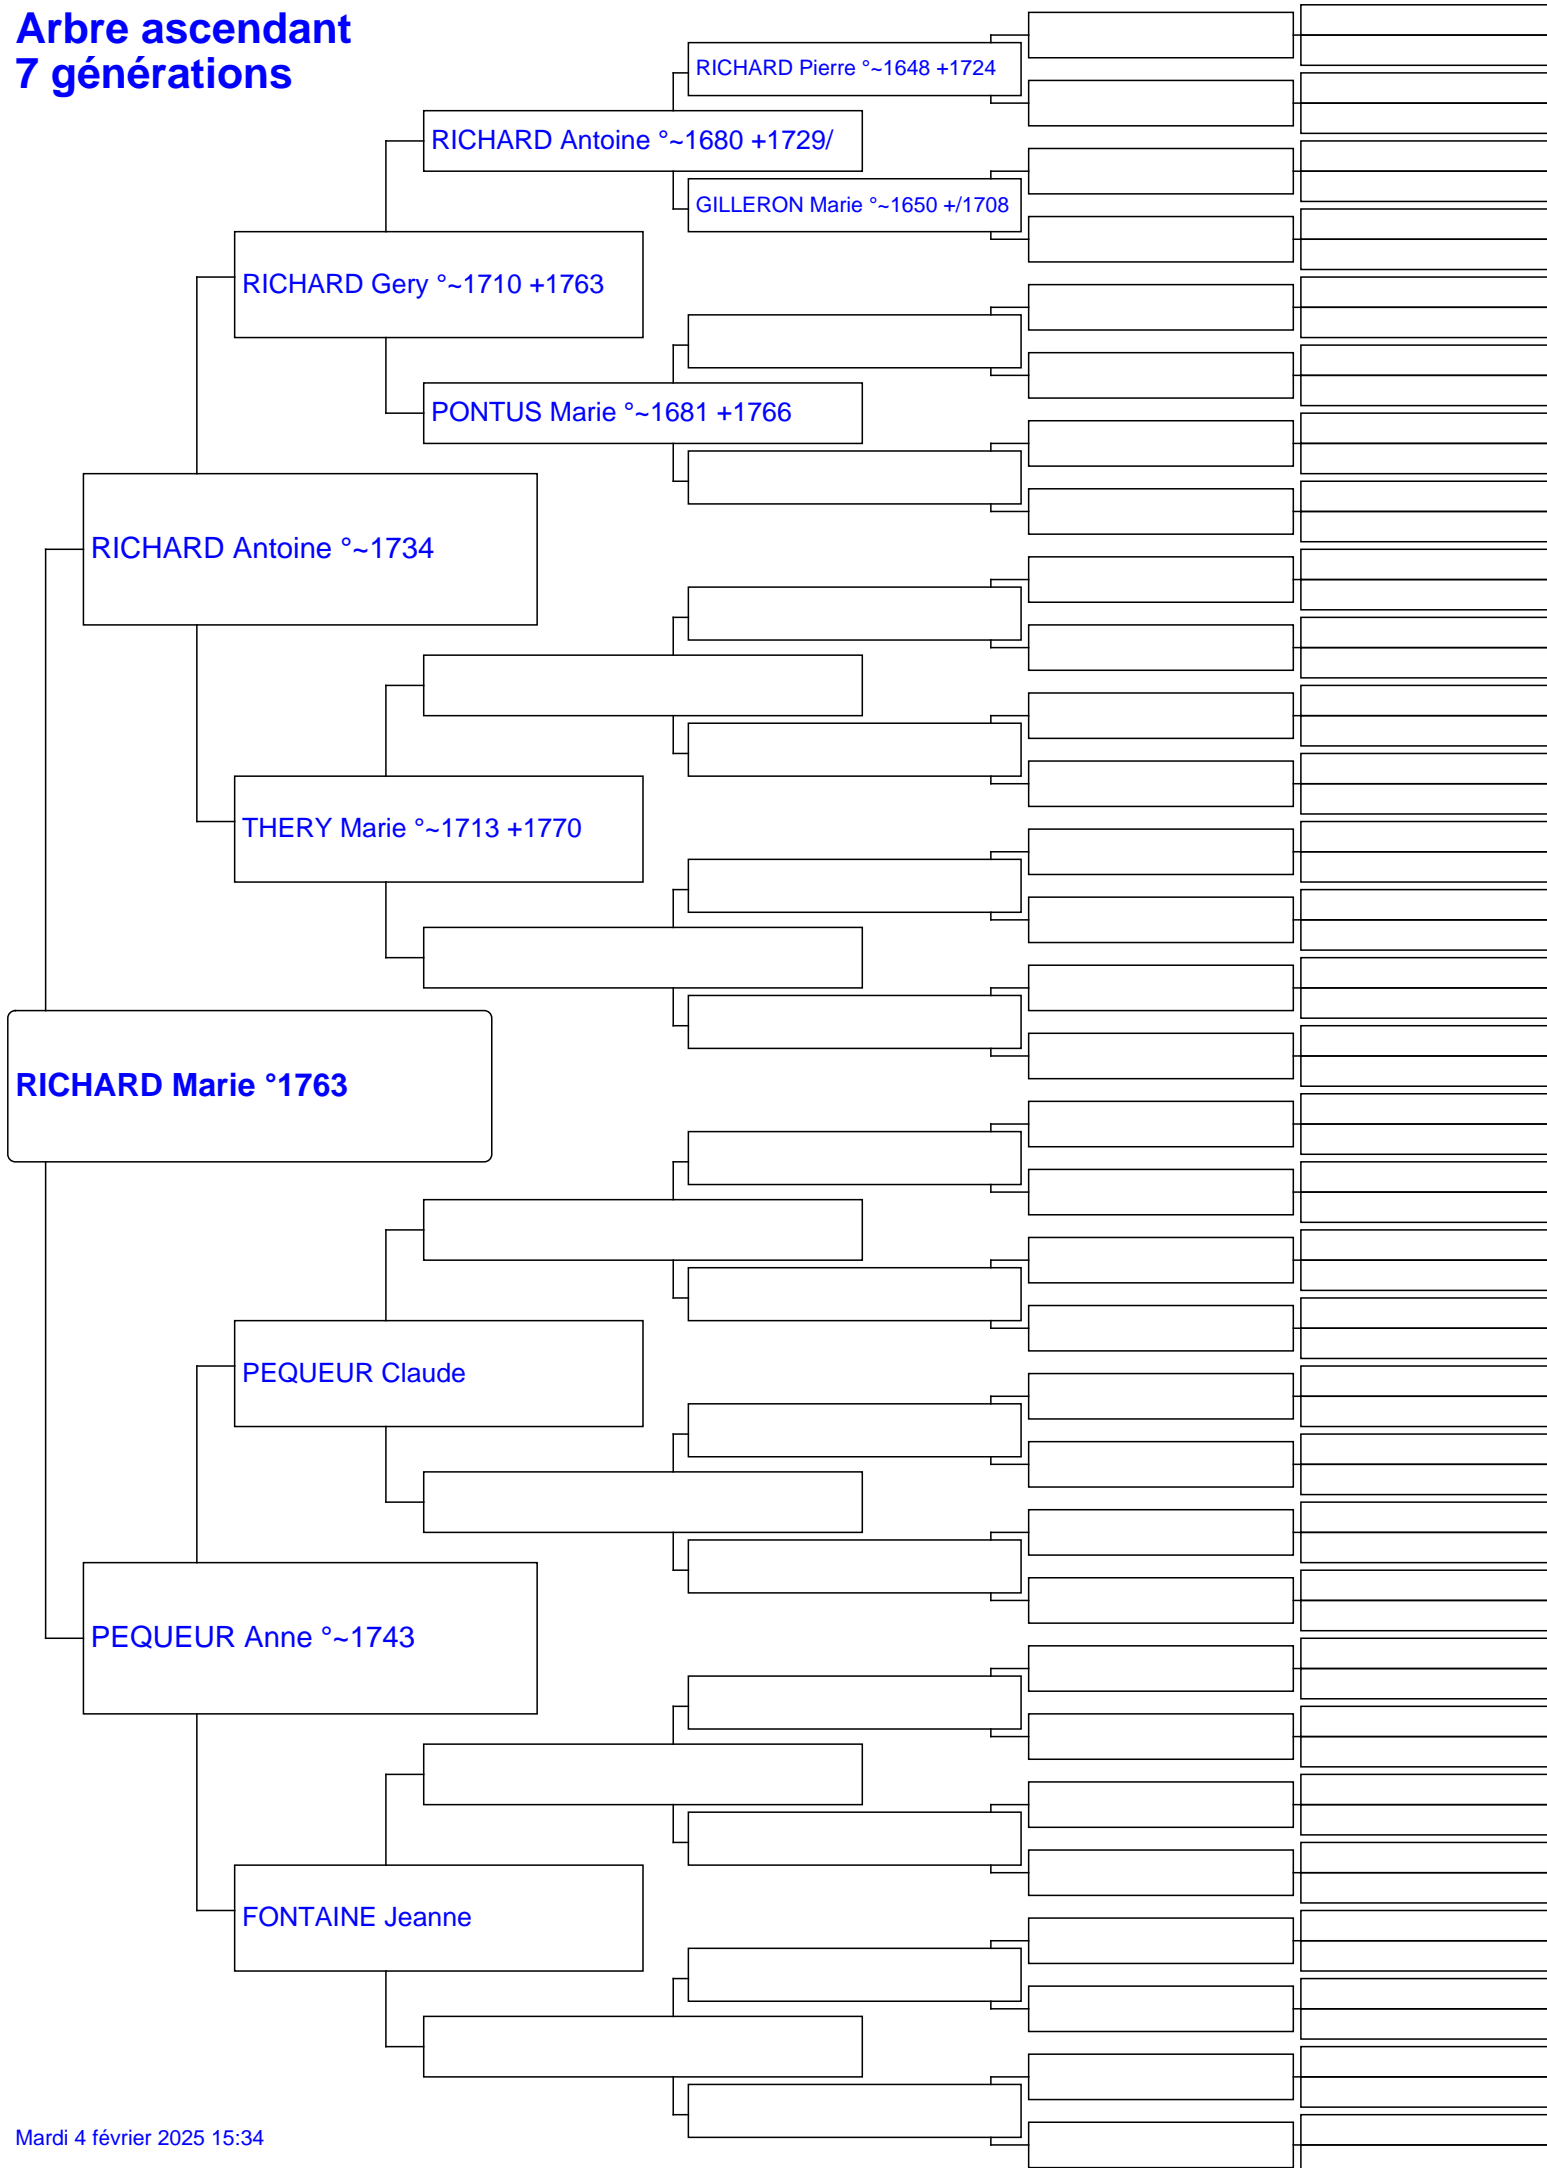 Arbre ascendant
7 générations
RICHARD Pierre °~1648 +1724
RICHARD Antoine °~1680 +1729/
GILLERON Marie °~1650 +/1708
RICHARD Gery °~1710 +1763
PONTUS Marie °~1681 +1766
RICHARD Antoine °~1734
THERY Marie °~1713 +1770
RICHARD Marie °1763
PEQUEUR Claude
PEQUEUR Anne °~1743
FONTAINE Jeanne
Mardi 4 février 2025 15:34